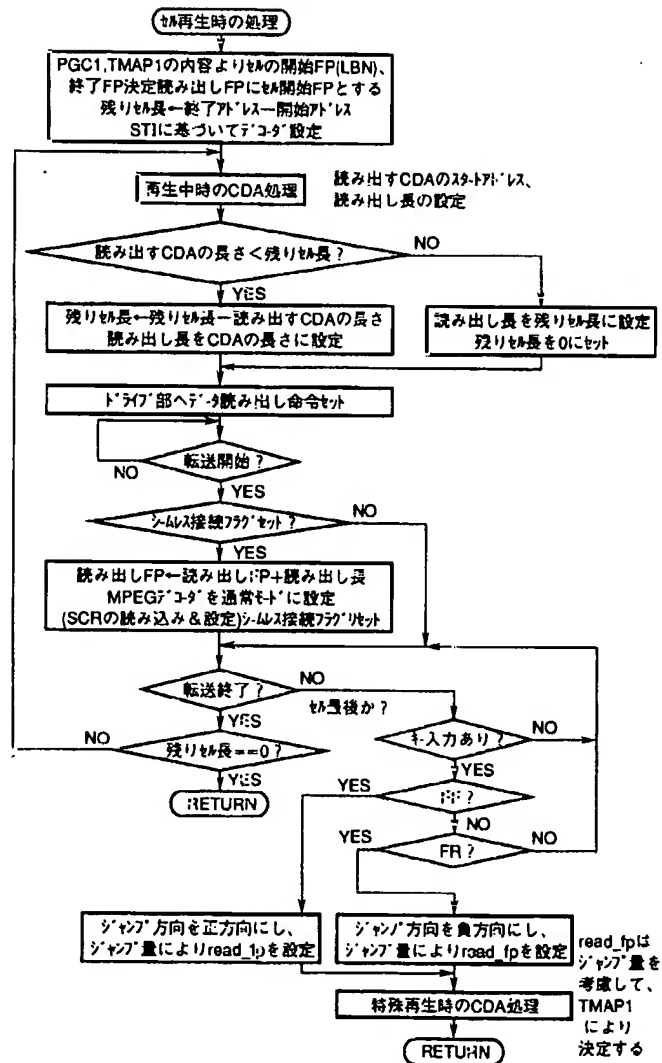 セル再生時の処理
PGC1,TMAP1の内容よりセルの開始FP(LBN)、
終了FP決定読み出しFPにセル開始FPとする
残りセル長←終了アドレス−開始アドレス
STIに基づいてデコーダ設定
再生中時のCDA処理
読み出すCDAのスタートアドレス、
読み出し長の設定
読み出すCDAの長さ<残りセル長?
NO
YES
残りセル長←残りセル長−読み出すCDAの長さ
読み出し長をCDAの長さに設定
読み出し長を残りセル長に設定
残りセル長を0にセット
ドライブ部へデータ読み出し命令セット
転送開始?
NO
YES
シームレス接続フラグセット?
NO
YES
読み出しFP←読み出しFP+読み出し長
MPEGデコーダを通常モードに設定
(SCRの読み込み&設定)シームレス接続フラグリセット
転送終了?
NO
セル最後か?
YES
キー入力あり?
NO
NO
残りセル長==0?
YES
YES
FF?
YES
RETURN
NO
YES
FR?
NO
ジャンプ方向を正方向にし、
ジャンプ量によりread_fpを設定
ジャンプ方向を負方向にし、
ジャンプ量によりread_fpを設定
read_fpは
ジャンプ量を
考慮して、
TMAP1
により
決定する
特殊再生時のCDA処理
RETURN